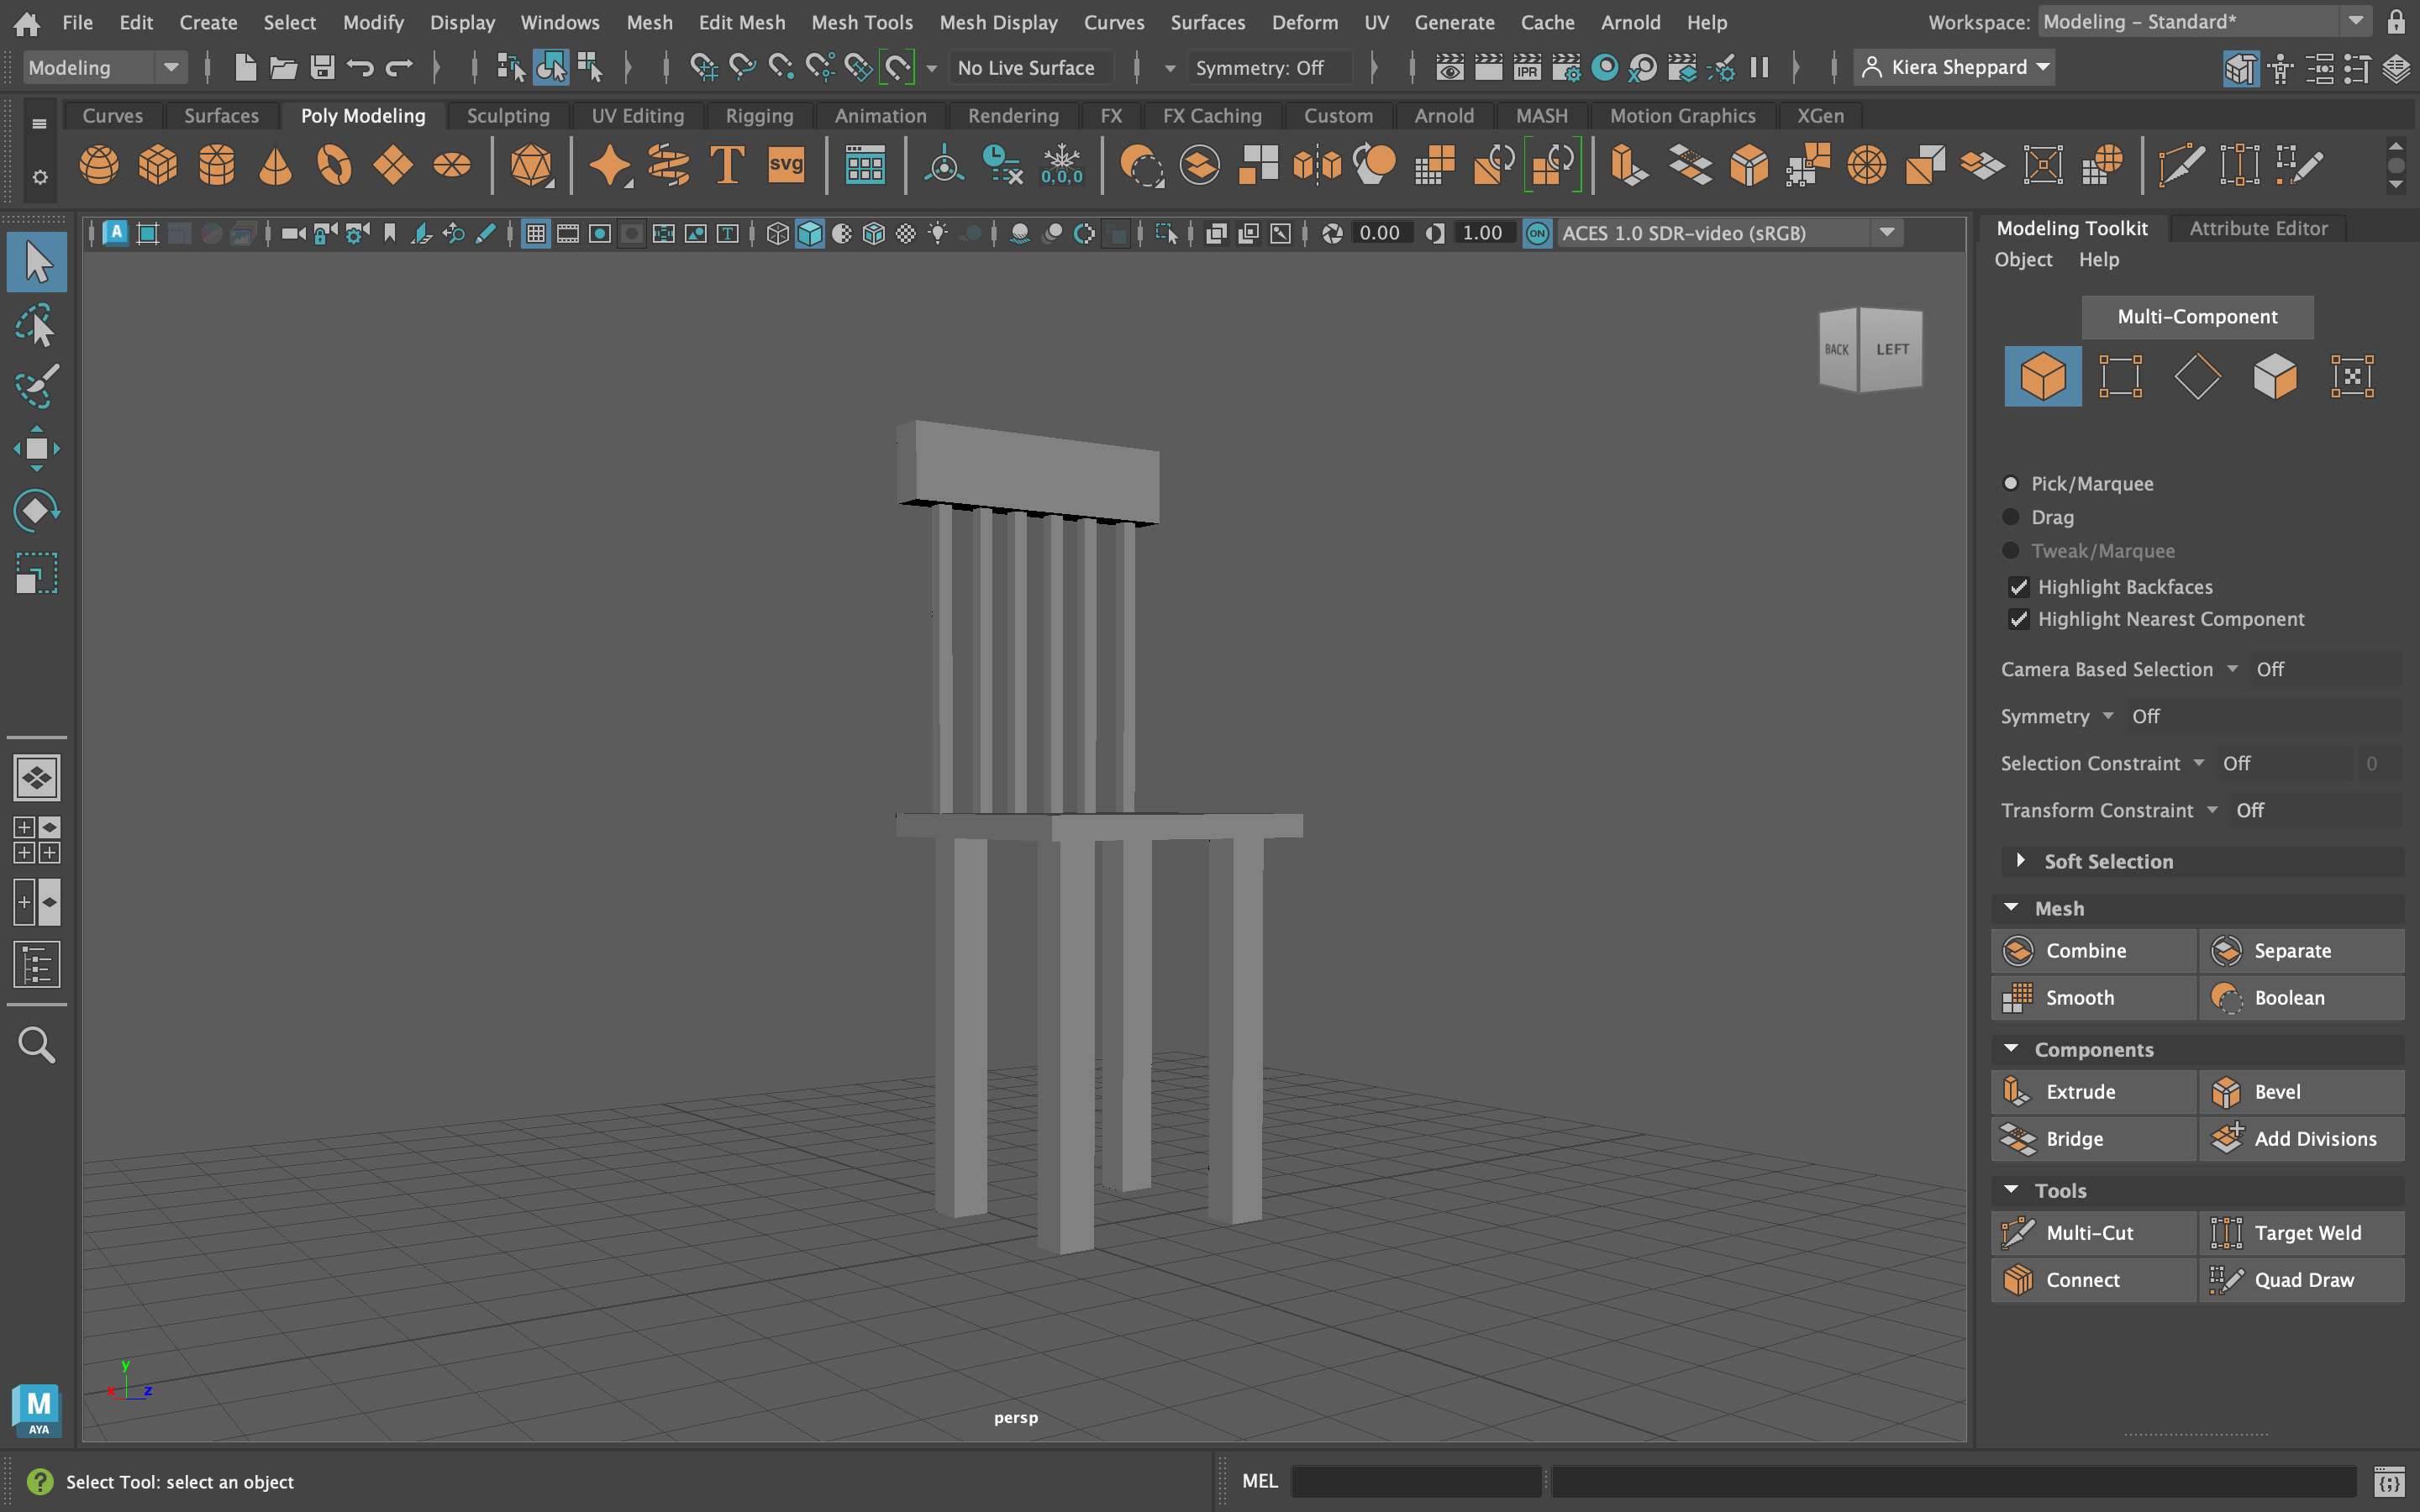 File Edit Create Select Modify Display Windows Mesh Edit Mesh Mesh Tools Mesh Display Curves Surfaces Deform UV Generate Cache Arnold Help Workspace: Modeling - Standard*
Modeling No Live Surface Symmetry: Off IPR Kiera Sheppard
Curves Surfaces Poly Modeling Sculpting UV Editing Rigging Animation Rendering FX FX Caching Custom Arnold MASH Motion Graphics XGen
T svg 0,0,0
A T 0.00 1.00 ON ACES 1.0 SDR-video (sRGB)
Modeling Toolkit Attribute Editor
Object Help
Multi-Component
BACK LEFT
Pick/Marquee
Drag
Tweak/Marquee
Highlight Backfaces
Highlight Nearest Component
Camera Based Selection Off
Symmetry Off
Selection Constraint Off 0
Transform Constraint Off
Soft Selection
Mesh
Combine Separate
Smooth Boolean
Components
Extrude Bevel
Bridge Add Divisions
Tools
Multi-Cut Target Weld
Connect Quad Draw
y
x z
M
AYA
persp
? Select Tool: select an object MEL {;}